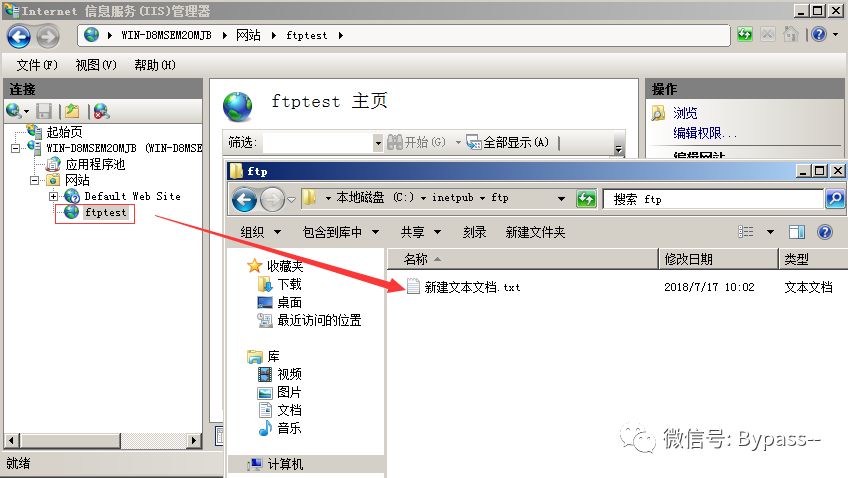 Internet 信息服务(IIS)管理器
WIN-D8MSEM2OMJB 网站 ftptest
文件(F) 视图(V) 帮助(H)
连接
起始页
WIN-D8MSEM2OMJB (WIN-D8MSE
应用程序池
网站
Default Web Site
ftptest
就绪
ftptest 主页
筛选: 开始(G) 全部显示(A)
操作
浏览
编辑权限...
编辑网站
ftp
本地磁盘 (C:) inetpub ftp 搜索 ftp
组织 包含到库中 共享 刻录 新建文件夹
收藏夹
下载
桌面
最近访问的位置
库
视频
图片
文档
音乐
计算机
名称 修改日期 类型
新建文本文档.txt 2018/7/17 10:02 文本文档
微信号: Bypass--